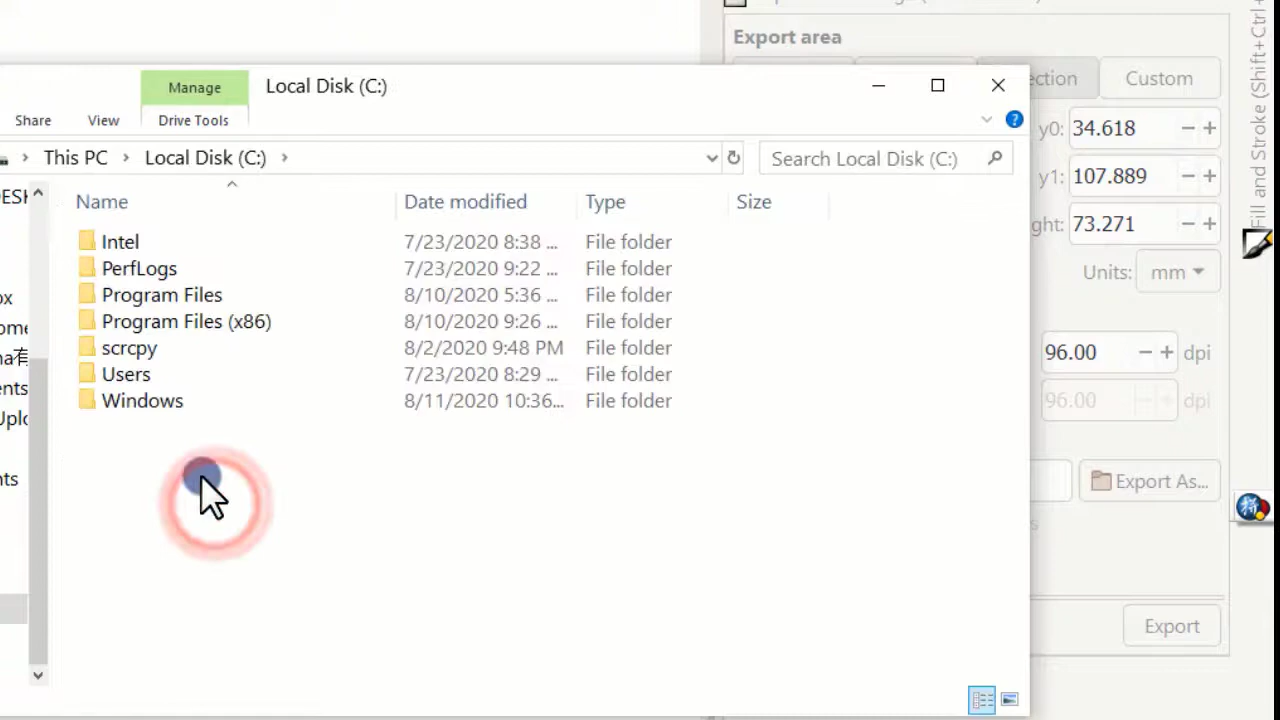 Export area
Manage
Local Disk (C:)
Custom
Share
View
Drive Tools
y0:
34.618
This PC
Local Disk (C:)
Search Local Disk (C:)
y1:
107.889
Name
Date modified
Type
Size
73.271
Intel
7/23/2020 8:38 ...
File folder
PerfLogs
7/23/2020 9:22 ...
File folder
Units:
mm
Program Files
8/10/2020 5:36 ...
File folder
Program Files (x86)
8/10/2020 9:26 ...
File folder
scrcpy
8/2/2020 9:48 PM
File folder
96.00
dpi
Users
7/23/2020 8:29 ...
File folder
Windows
8/11/2020 10:36...
File folder
96.00
dpi
Export As...
Export
Fill and Stroke (Shift+Ctrl+